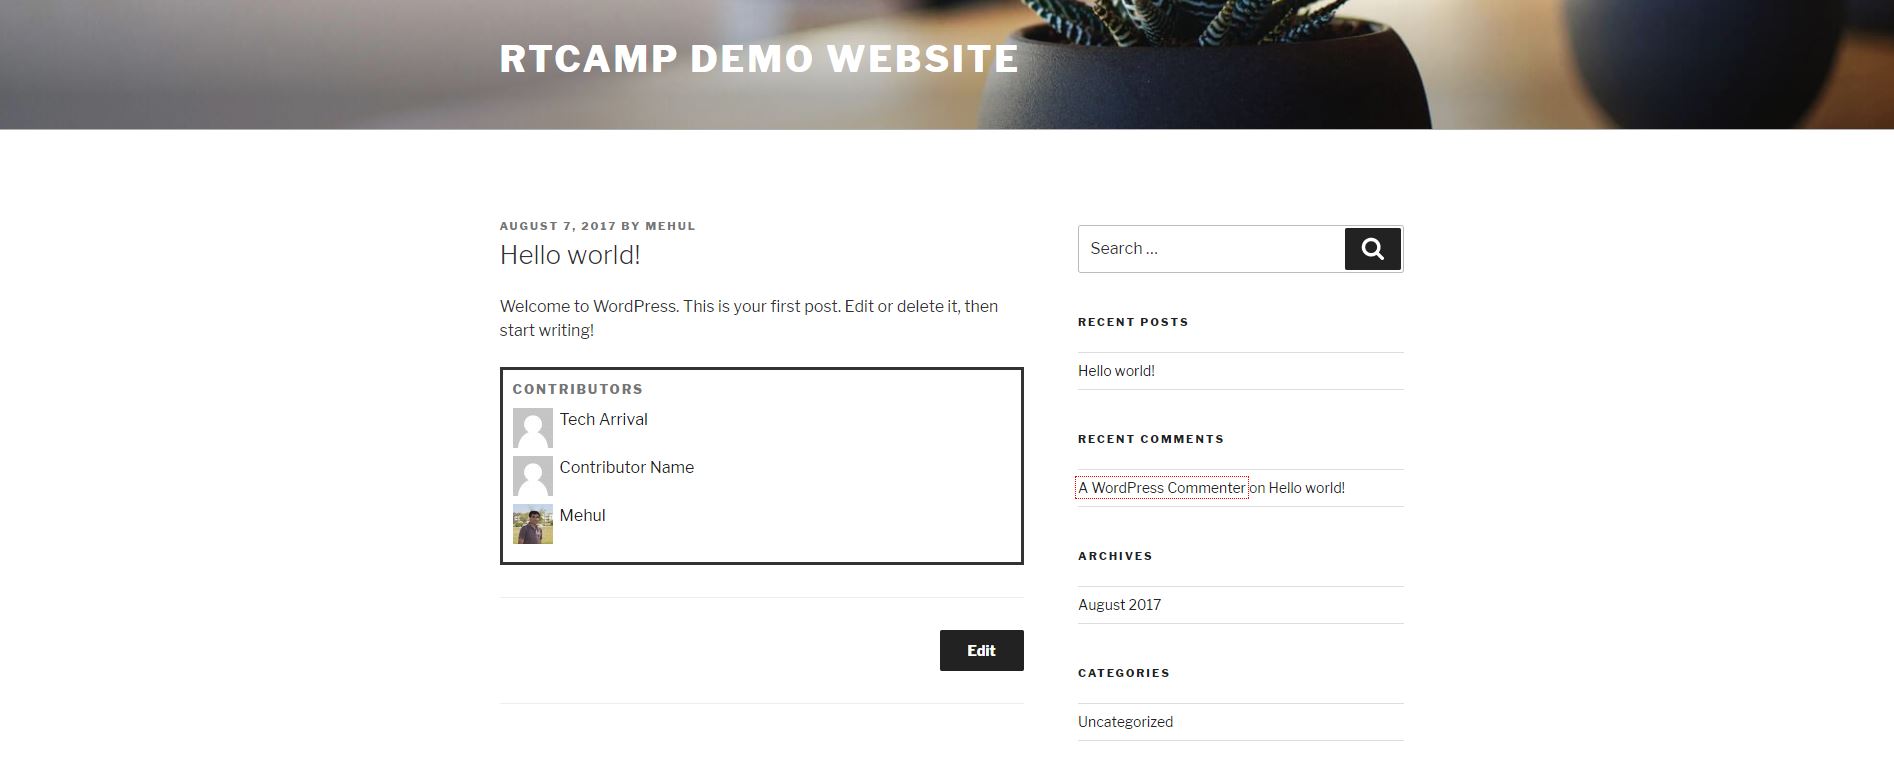 RTCAMP DEMO WEBSITE
AUGUST 7, 2017 BY MEHUL
Hello world!
Welcome to WordPress. This is your first post. Edit or delete it, then
start writing!
CONTRIBUTORS
Tech Arrival
Contributor Name
Mehul
Edit
Search …
RECENT POSTS
Hello world!
RECENT COMMENTS
A WordPress Commenter on Hello world!
ARCHIVES
August 2017
CATEGORIES
Uncategorized